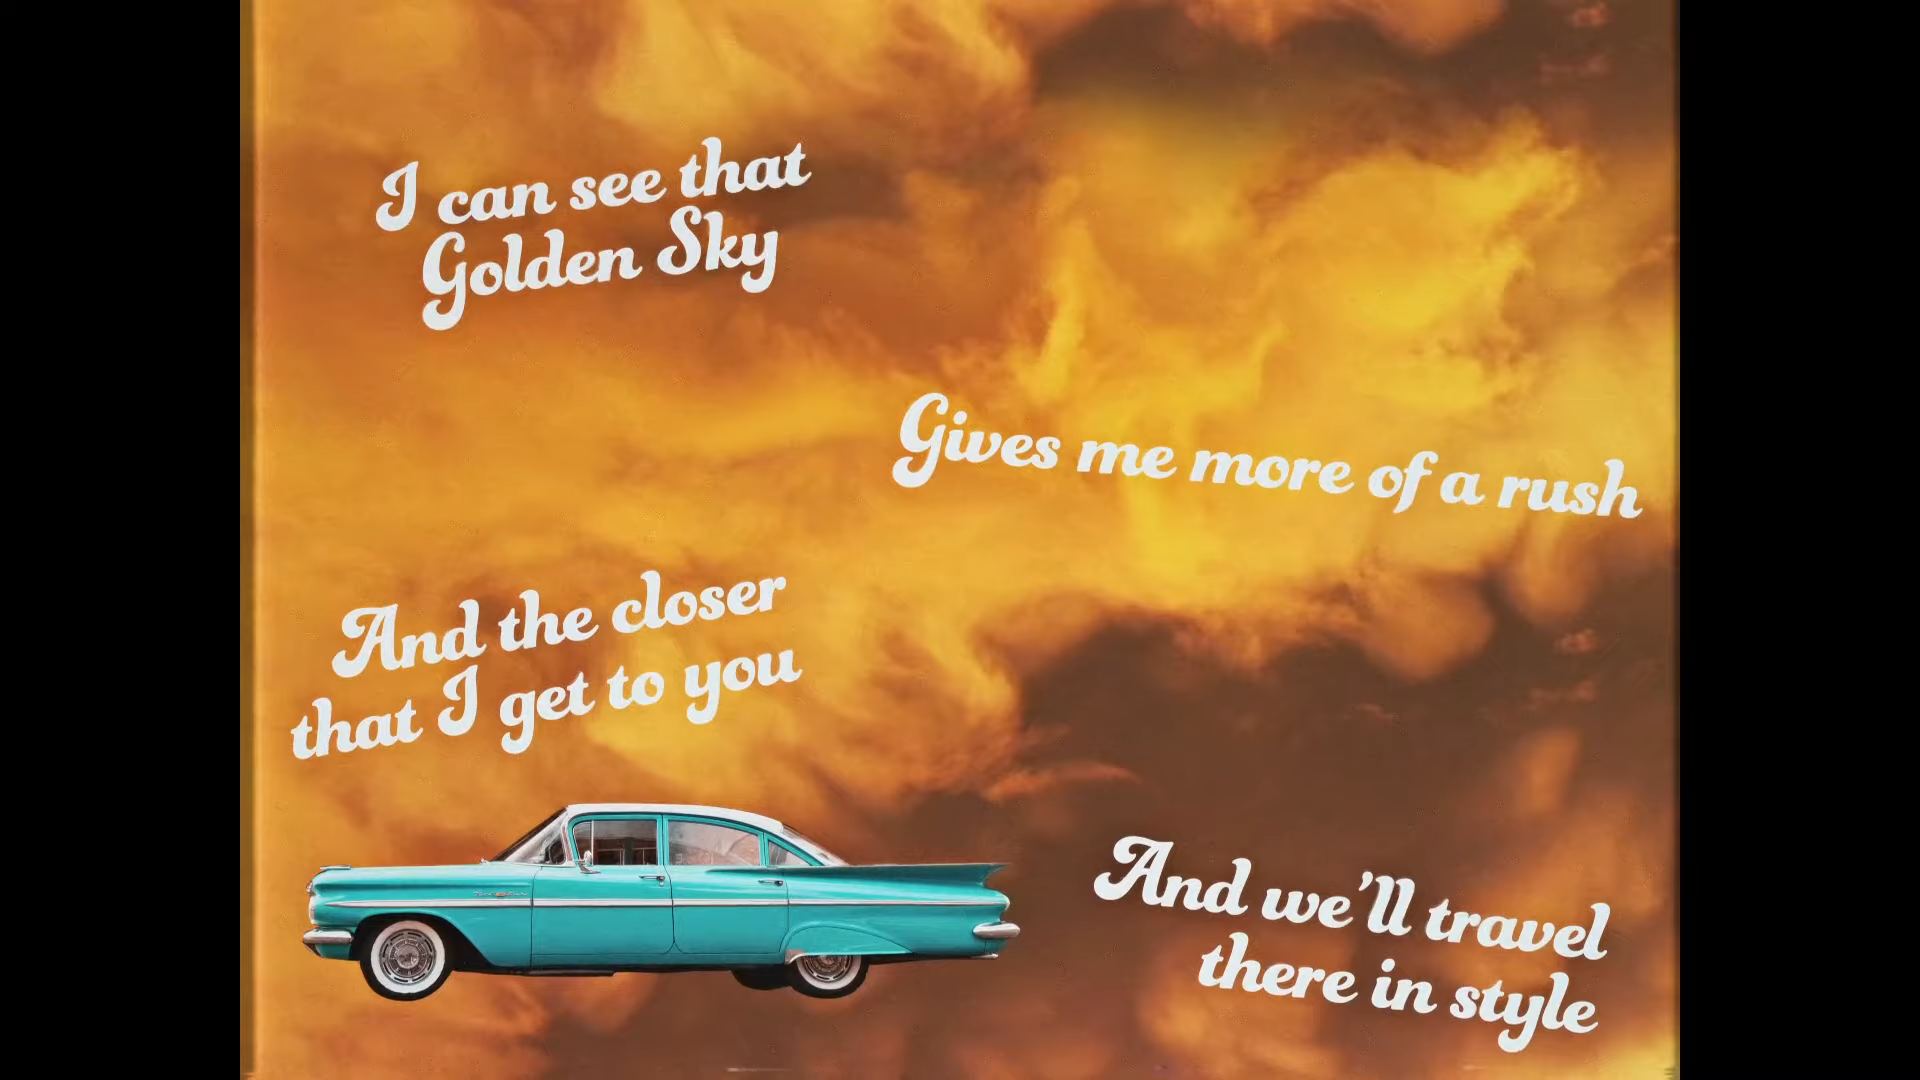 I can see that
Golden Sky
Gives me more of a rush
And the closer
that I get to you
And we'll travel
there in style